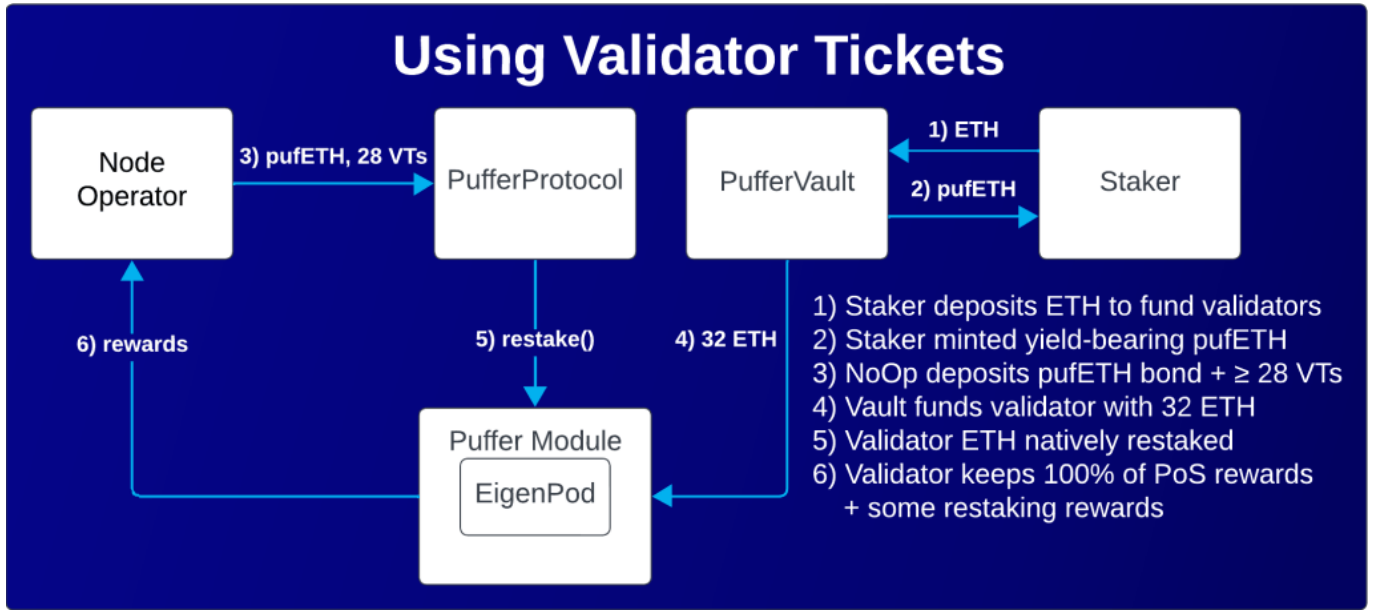 Using Validator Tickets
Node
Operator
3) pufETH, 28 VTs
PufferProtocol
PufferVault
1) ETH
2) pufETH
Staker
6) rewards
5) restake()
4) 32 ETH
Puffer Module
EigenPod
1) Staker deposits ETH to fund validators
2) Staker minted yield-bearing pufETH
3) NoOp deposits pufETH bond + ≥ 28 VTs
4) Vault funds validator with 32 ETH
5) Validator ETH natively restaked
6) Validator keeps 100% of PoS rewards
+ some restaking rewards